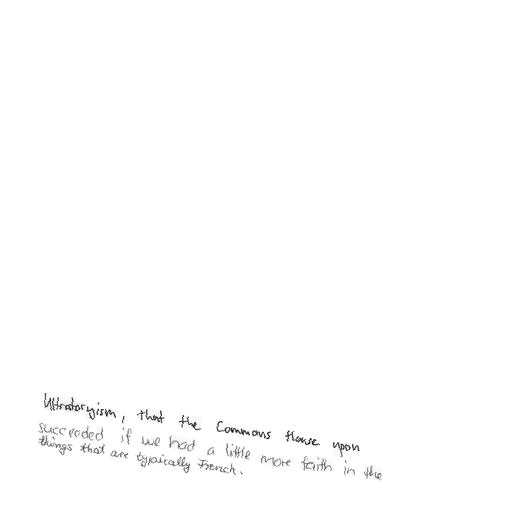 Ultratoryism, that the Commons House upon
succeeded if we had a little more faith in the
things that are typically French.